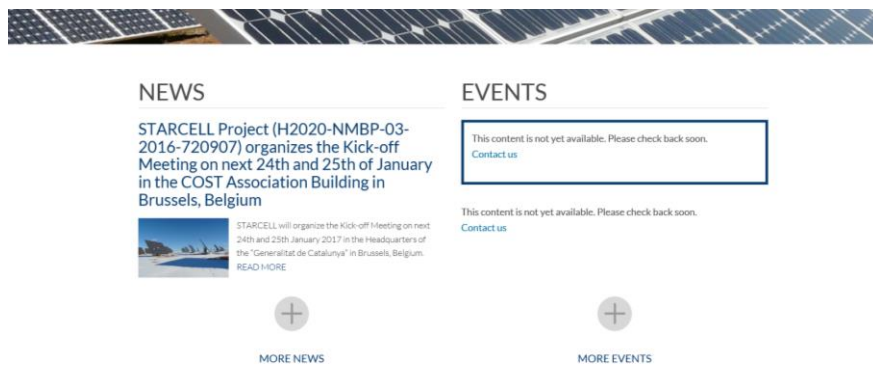 NEWS
STARCELL Project (H2020-NMBP-03-
2016-720907) organizes the Kick-off
Meeting on next 24th and 25th of January
in the COST Association Building in
Brussels, Belgium
STARCELL will organize the Kick-off Meeting on next
24th and 25th January 2017 in the Headquarters of
the "Generalitat de Catalunya" in Brussels, Belgium.
READ MORE
MORE NEWS
EVENTS
This content is not yet available. Please check back soon.
Contact us
This content is not yet available. Please check back soon.
Contact us
MORE EVENTS